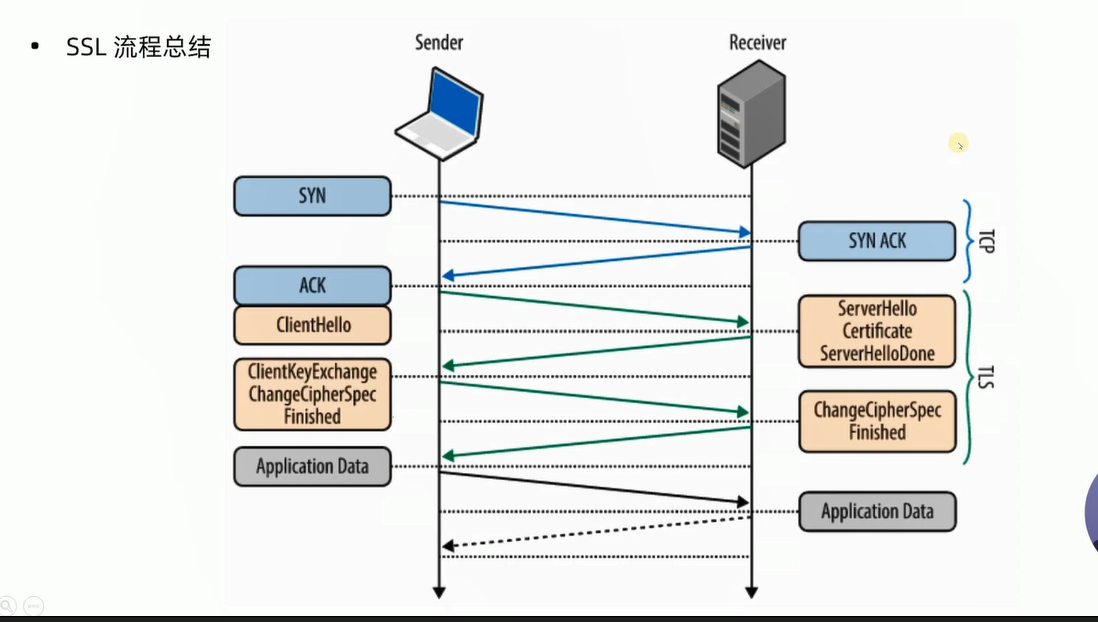 • SSL 流程总结
Sender
Receiver
SYN
SYN ACK
TCP
ACK
ClientHello
ServerHello
Certificate
ServerHelloDone
TLS
ClientKeyExchange
ChangeCipherSpec
Finished
ChangeCipherSpec
Finished
Application Data
Application Data